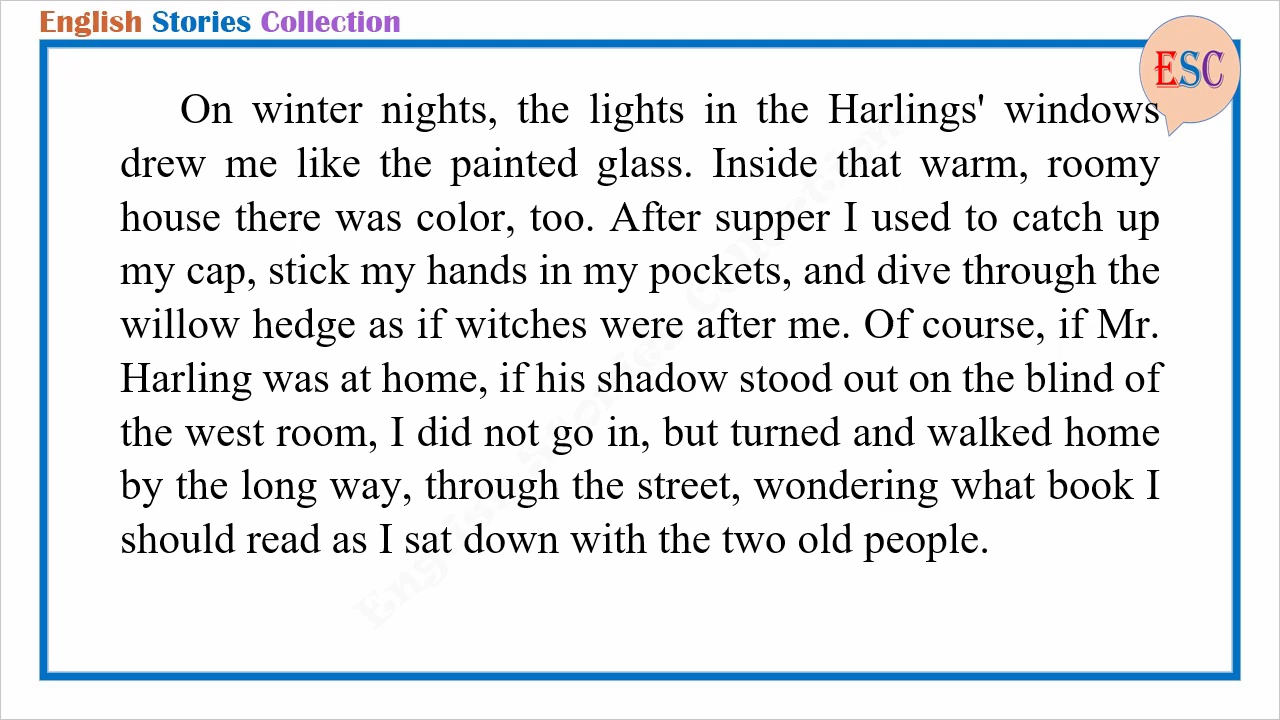 English Stories Collection
ESC
On winter nights, the lights in the Harlings' windows
drew me like the painted glass. Inside that warm, roomy
house there was color, too. After supper I used to catch up
my cap, stick my hands in my pockets, and dive through the
willow hedge as if witches were after me. Of course, if Mr.
Harling was at home, if his shadow stood out on the blind of
the west room, I did not go in, but turned and walked home
by the long way, through the street, wondering what book I
should read as I sat down with the two old people.